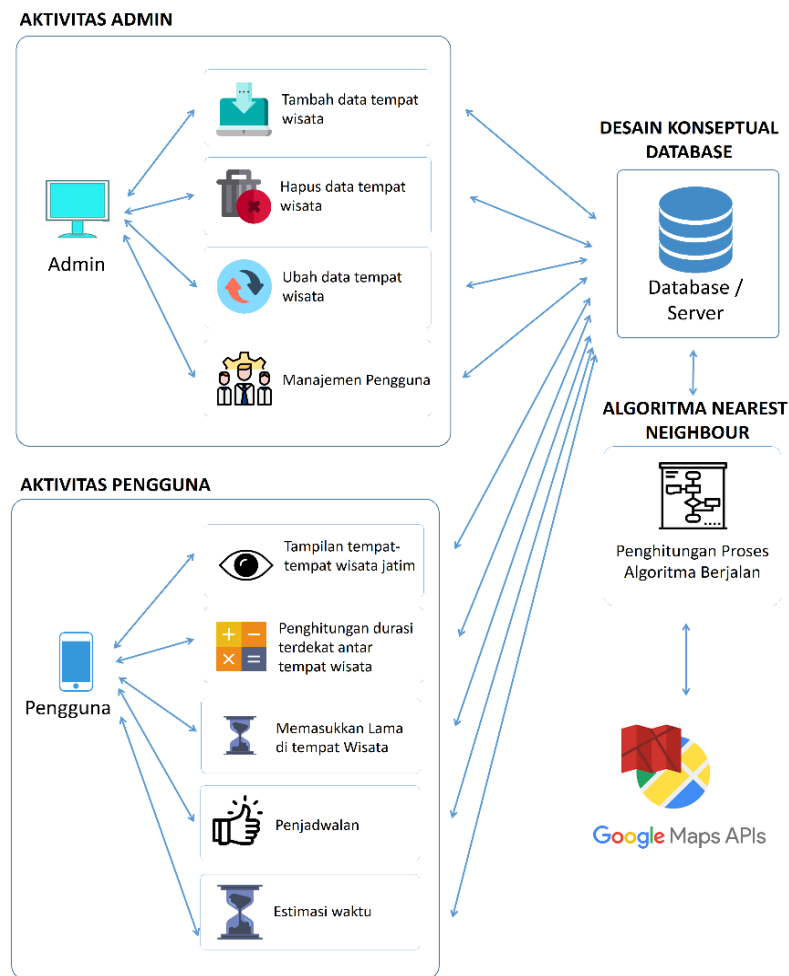 AKTIVITAS ADMIN
Admin
Tambah data tempat
wisata
Hapus data tempat
wisata
Ubah data tempat
wisata
Manajemen Pengguna
DESAIN KONSEPTUAL
DATABASE
Database /
Server
ALGORITMA NEAREST
NEIGHBOUR
Penghitungan Proses
Algoritma Berjalan
Google Maps APIs
AKTIVITAS PENGGUNA
Pengguna
Tampilan tempat-
tempat wisata jatim
Penghitungan durasi
terdekat antar
tempat wisata
Memasukkan Lama
di tempat Wisata
Penjadwalan
Estimasi waktu